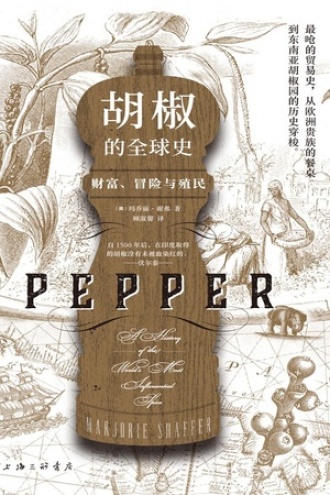 最呛的贸易史，从欧洲贵族的餐桌
到东南亚胡椒园的历史穿梭。
胡椒
的全球史
财富、冒险与殖民
（美）玛乔丽·谢弗 著
顾淑馨 译
自1500年后，在印度取得
的胡椒没有未被血染红的。
——伏尔泰——
PEPPER
A History
of the
World's Most
Influential
Spice
MARJORIE SHAFFER
上海三联书店